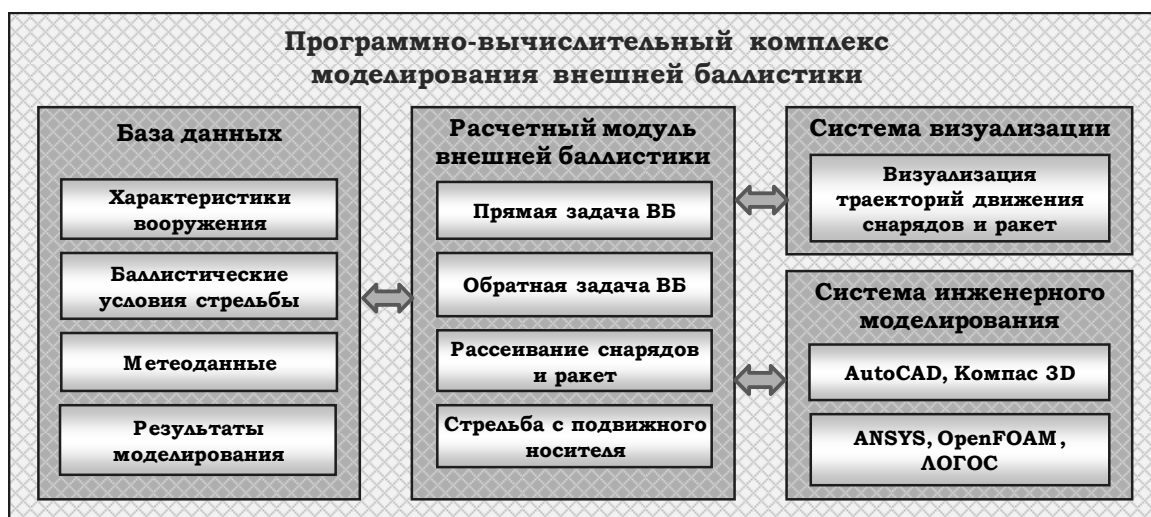 Программно-вычислительный комплекс
моделирования внешней баллистики
База данных
Характеристики
вооружения
Баллистические
условия стрельбы
Метеоданные
Результаты
моделирования
Расчетный модуль
внешней баллистики
Прямая задача ВБ
Обратная задача ВБ
Рассеивание снарядов
и ракет
Стрельба с подвижного
носителя
Система визуализации
Визуализация
траекторий движения
снарядов и ракет
Система инженерного
моделирования
AutoCAD, Компас 3D
ANSYS, OpenFOAM,
ЛОГОС